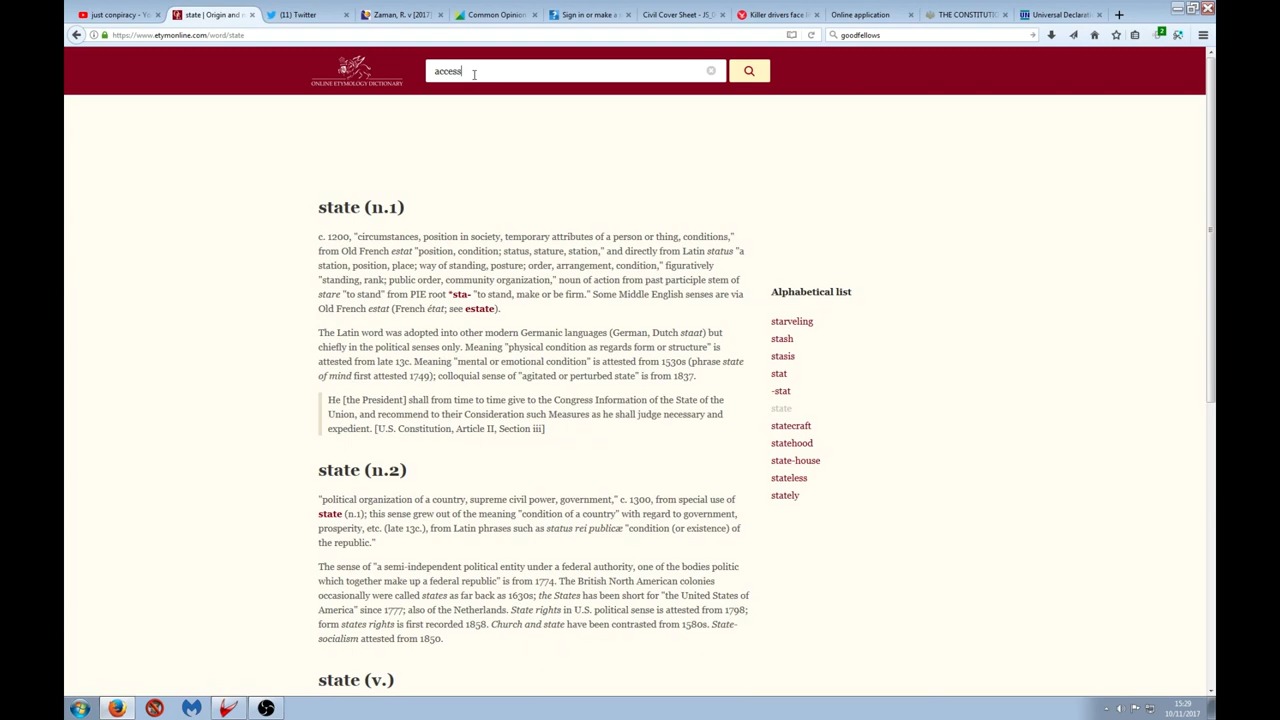 just conpiracy - Yo
state | Origin and m
(11) Twitter
Zaman, R v [2017]
Common Opinion
Sign in or make a
Civil Cover Sheet - JS_
Killer drivers face
Online application
THE CONSTITUTIO
Universal Declarati
https://www.etymonline.com/word/state
goodfellows
2
ONLINE ETYMOLOGY DICTIONARY
access
state (n.1)
c. 1200, "circumstances, position in society, temporary attributes of a person or thing, conditions,"
from Old French estat "position, condition; status, stature, station," and directly from Latin status "a
station, position, place; way of standing, posture; order, arrangement, condition," figuratively
"standing, rank; public order, community organization," noun of action from past participle stem of
stare "to stand" from PIE root *sta- "to stand, make or be firm." Some Middle English senses are via
Old French estat (French état; see estate).
The Latin word was adopted into other modern Germanic languages (German, Dutch staat) but
chiefly in the political senses only. Meaning "physical condition as regards form or structure" is
attested from late 13c. Meaning "mental or emotional condition" is attested from 1530s (phrase state
of mind first attested 1749); colloquial sense of "agitated or perturbed state" is from 1837.
He [the President] shall from time to time give to the Congress Information of the State of the
Union, and recommend to their Consideration such Measures as he shall judge necessary and
expedient. [U.S. Constitution, Article II, Section iii]
state (n.2)
"political organization of a country, supreme civil power, government," c. 1300, from special use of
state (n.1); this sense grew out of the meaning "condition of a country" with regard to government,
prosperity, etc. (late 13c.), from Latin phrases such as status rei publicæ "condition (or existence) of
the republic."
The sense of "a semi-independent political entity under a federal authority, one of the bodies politic
which together make up a federal republic" is from 1774. The British North American colonies
occasionally were called states as far back as 1630s; the States has been short for "the United States of
America" since 1777; also of the Netherlands. State rights in U.S. political sense is attested from 1798;
form states rights is first recorded 1858. Church and state have been contrasted from 1580s. State-
socialism attested from 1850.
state (v.)
Alphabetical list
starveling
stash
stasis
stat
-stat
state
statecraft
statehood
state-house
stateless
stately
15:29
10/11/2017